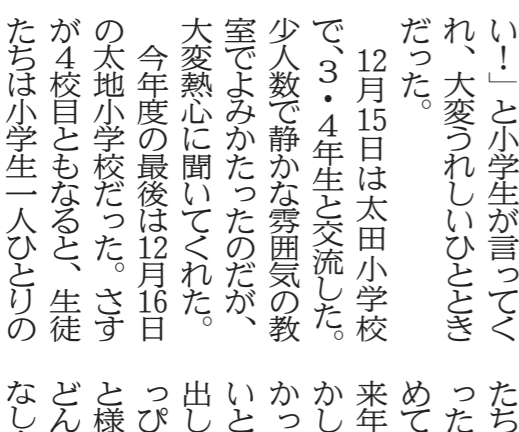 い！」と小学生が言ってく
れ、大変うれしいひととき
だった。
12月15日は太田小学校
で、3・4年生と交流した。
少人数で静かな雰囲気の教
室でよみかたったのだが、
大変熱心に聞いてくれた。
今年度の最後は12月16日
の太地小学校だった。さす
が4校目ともなると、生徒
たちは小学生一人ひとりの
たち
った
めて
来年
かし
かっ
いと
出し
っぴ
と様
どん
なし